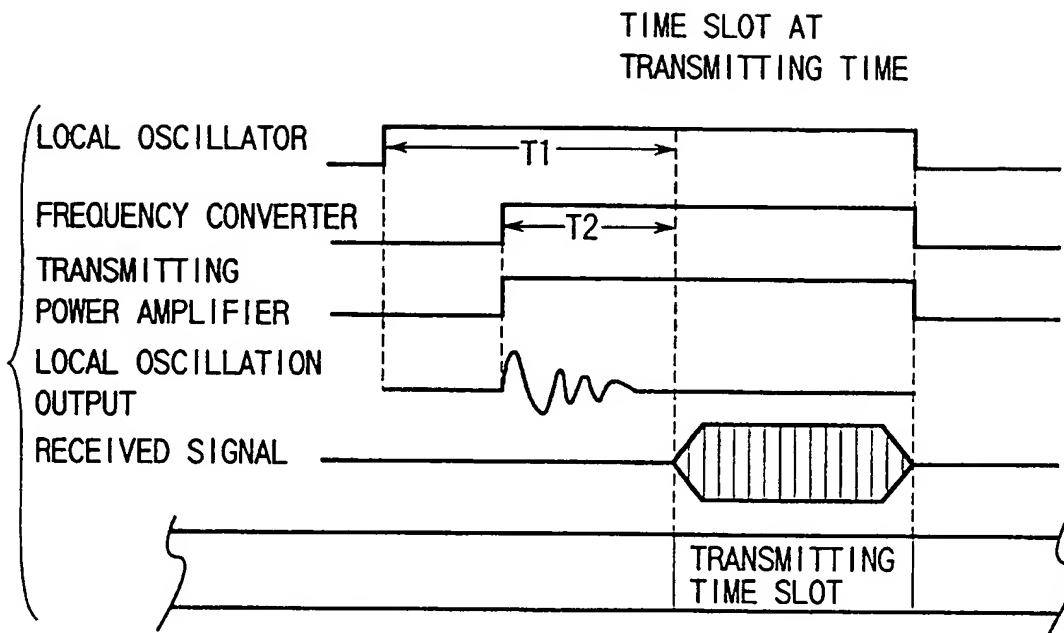 TIME SLOT AT
TRANSMITTING TIME
LOCAL OSCILLATOR
T1
FREQUENCY CONVERTER
T2
TRANSMITTING
POWER AMPLIFIER
LOCAL OSCILLATION
OUTPUT
RECEIVED SIGNAL
TRANSMITTING
TIME SLOT